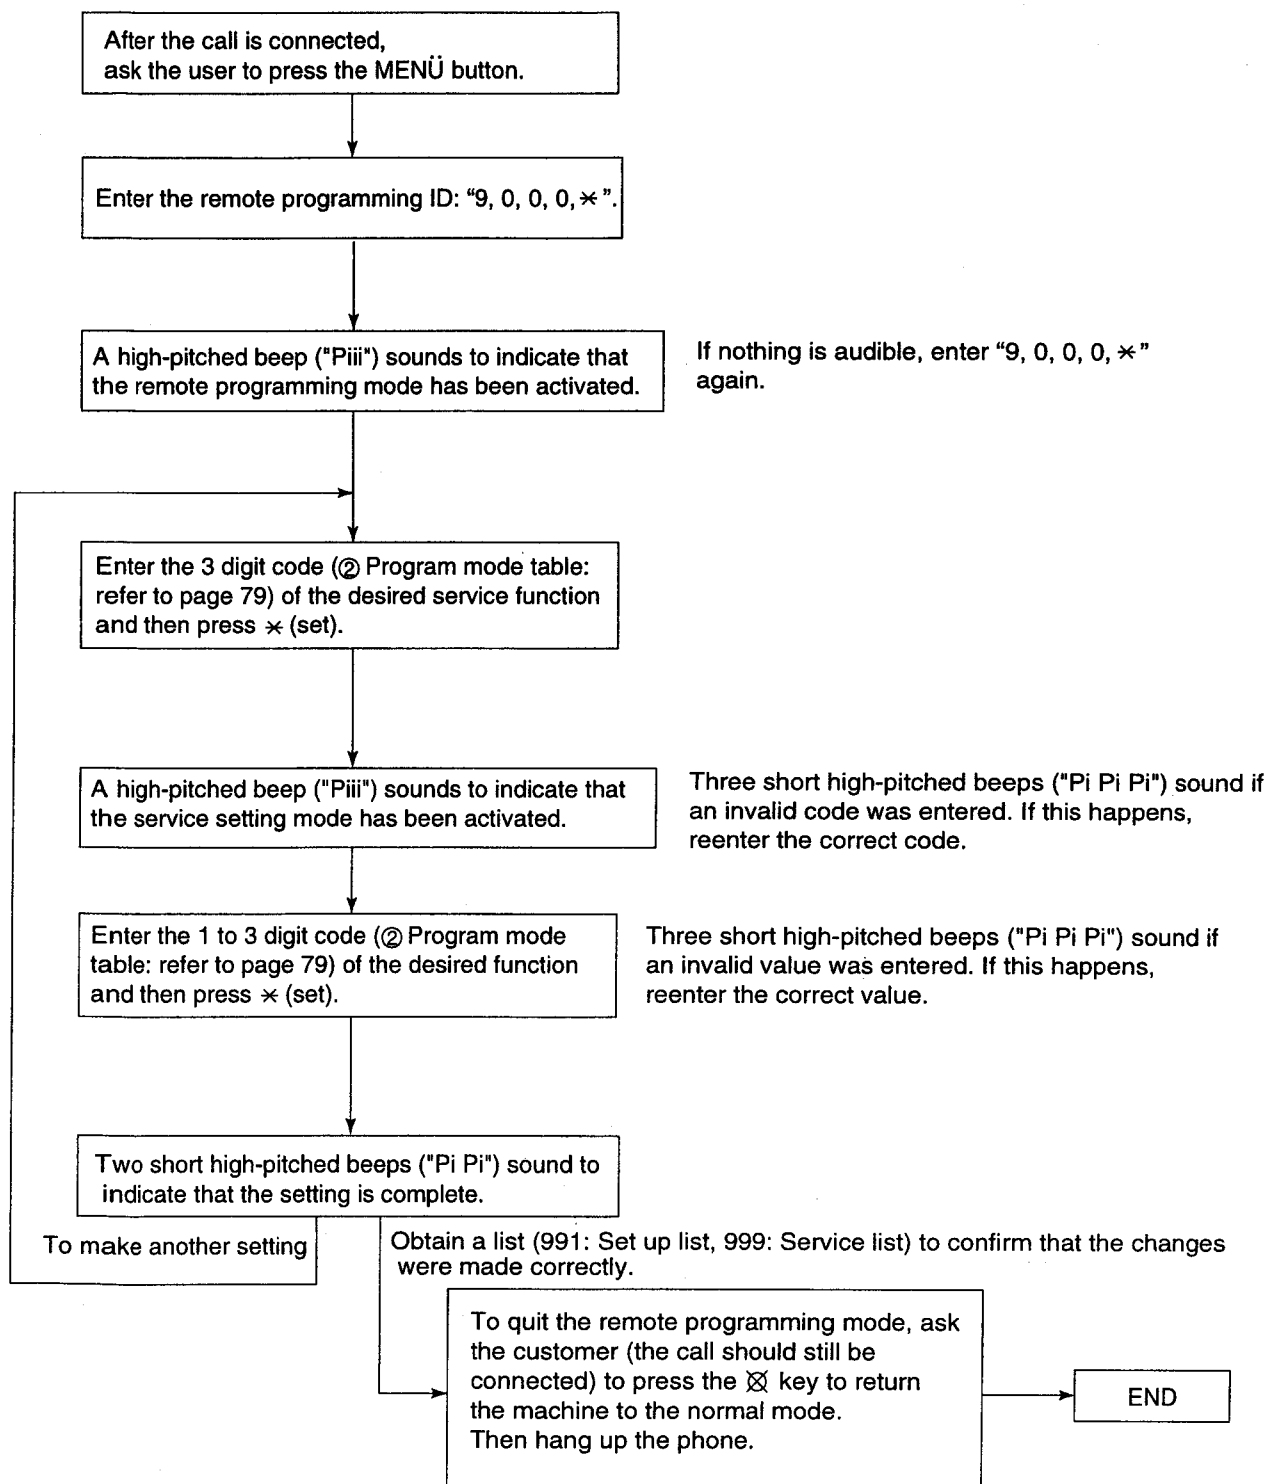 After the call is connected,
ask the user to press the MENÜ button.
Enter the remote programming ID: “9, 0, 0, 0, ✳”.
A high-pitched beep ("Piii") sounds to indicate that
the remote programming mode has been activated.
If nothing is audible, enter “9, 0, 0, 0, ✳”
again.
Enter the 3 digit code (② Program mode table:
refer to page 79) of the desired service function
and then press ✳ (set).
A high-pitched beep ("Piii") sounds to indicate that
the service setting mode has been activated.
Three short high-pitched beeps ("Pi Pi Pi") sound if
an invalid code was entered. If this happens,
reenter the correct code.
Enter the 1 to 3 digit code (② Program mode
table: refer to page 79) of the desired function
and then press ✳ (set).
Three short high-pitched beeps ("Pi Pi Pi") sound if
an invalid value was entered. If this happens,
reenter the correct value.
Two short high-pitched beeps ("Pi Pi") sound to
indicate that the setting is complete.
To make another setting
Obtain a list (991: Set up list, 999: Service list) to confirm that the changes
were made correctly.
To quit the remote programming mode, ask
the customer (the call should still be
connected) to press the ⊠ key to return
the machine to the normal mode.
Then hang up the phone.
END